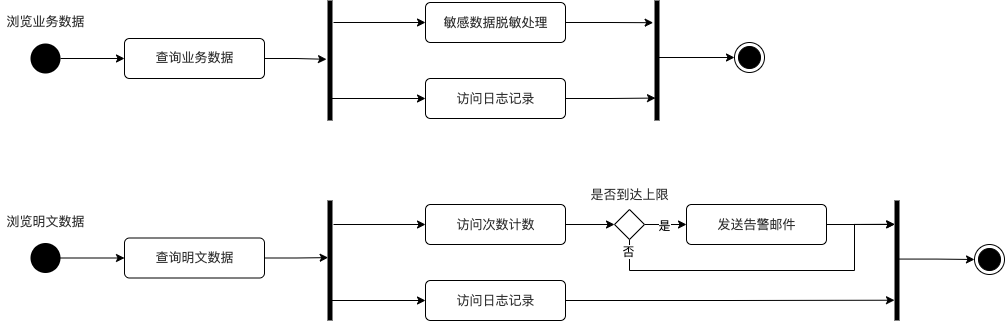 浏览业务数据
查询业务数据
敏感数据脱敏处理
访问日志记录
浏览明文数据
查询明文数据
访问次数计数
是否到达上限
是
否
发送告警邮件
访问日志记录